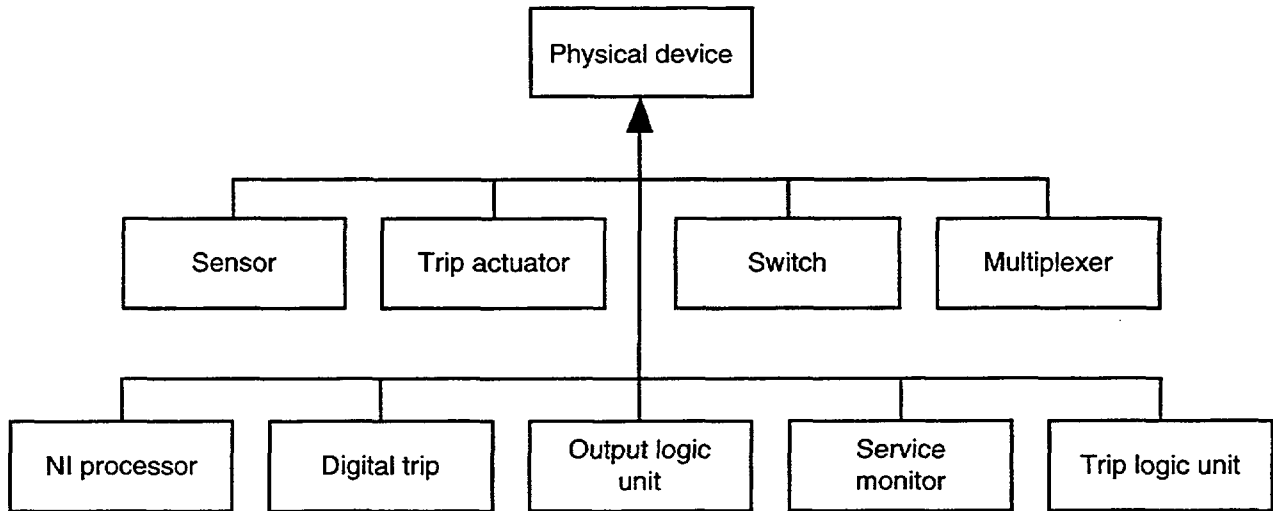 Physical device
Sensor
Trip actuator
Switch
Multiplexer
NI processor
Digital trip
Output logic
unit
Service
monitor
Trip logic unit